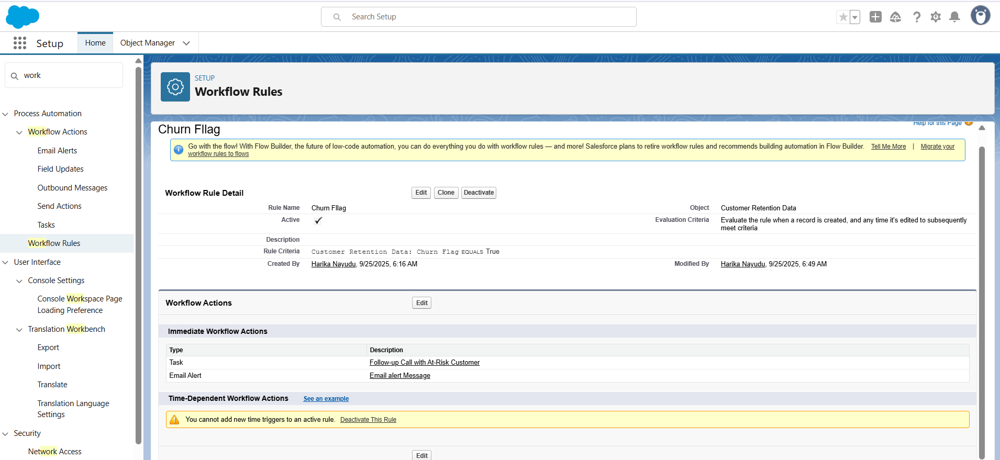 Search Setup
Setup
Home
Object Manager
work
Process Automation
Workflow Actions
Email Alerts
Field Updates
Outbound Messages
Send Actions
Tasks
Workflow Rules
User Interface
Console Settings
Console Workspace Page
Loading Preference
Translation Workbench
Export
Import
Translate
Translation Language
Settings
Security
Network Access
SETUP
Workflow Rules
Churn Fllag
Help for this Page
Go with the flow! With Flow Builder, the future of low-code automation, you can do everything you do with workflow rules — and more! Salesforce plans to retire workflow rules and recommends building automation in Flow Builder. Tell Me More | Migrate your
workflow rules to flows
Workflow Rule Detail
Edit Clone Deactivate
Rule Name Churn Fllag
Object Customer Retention Data
Active
Evaluation Criteria Evaluate the rule when a record is created, and any time it's edited to subsequently
meet criteria
Description
Rule Criteria Customer Retention Data: Churn Flag EQUALS True
Created By Harika Nayudu, 9/25/2025, 6:16 AM
Modified By Harika Nayudu, 9/25/2025, 6:49 AM
Workflow Actions
Edit
Immediate Workflow Actions
Type Description
Task Follow-up Call with At-Risk Customer
Email Alert Email alert Message
Time-Dependent Workflow Actions See an example
You cannot add new time triggers to an active rule. Deactivate This Rule
Edit